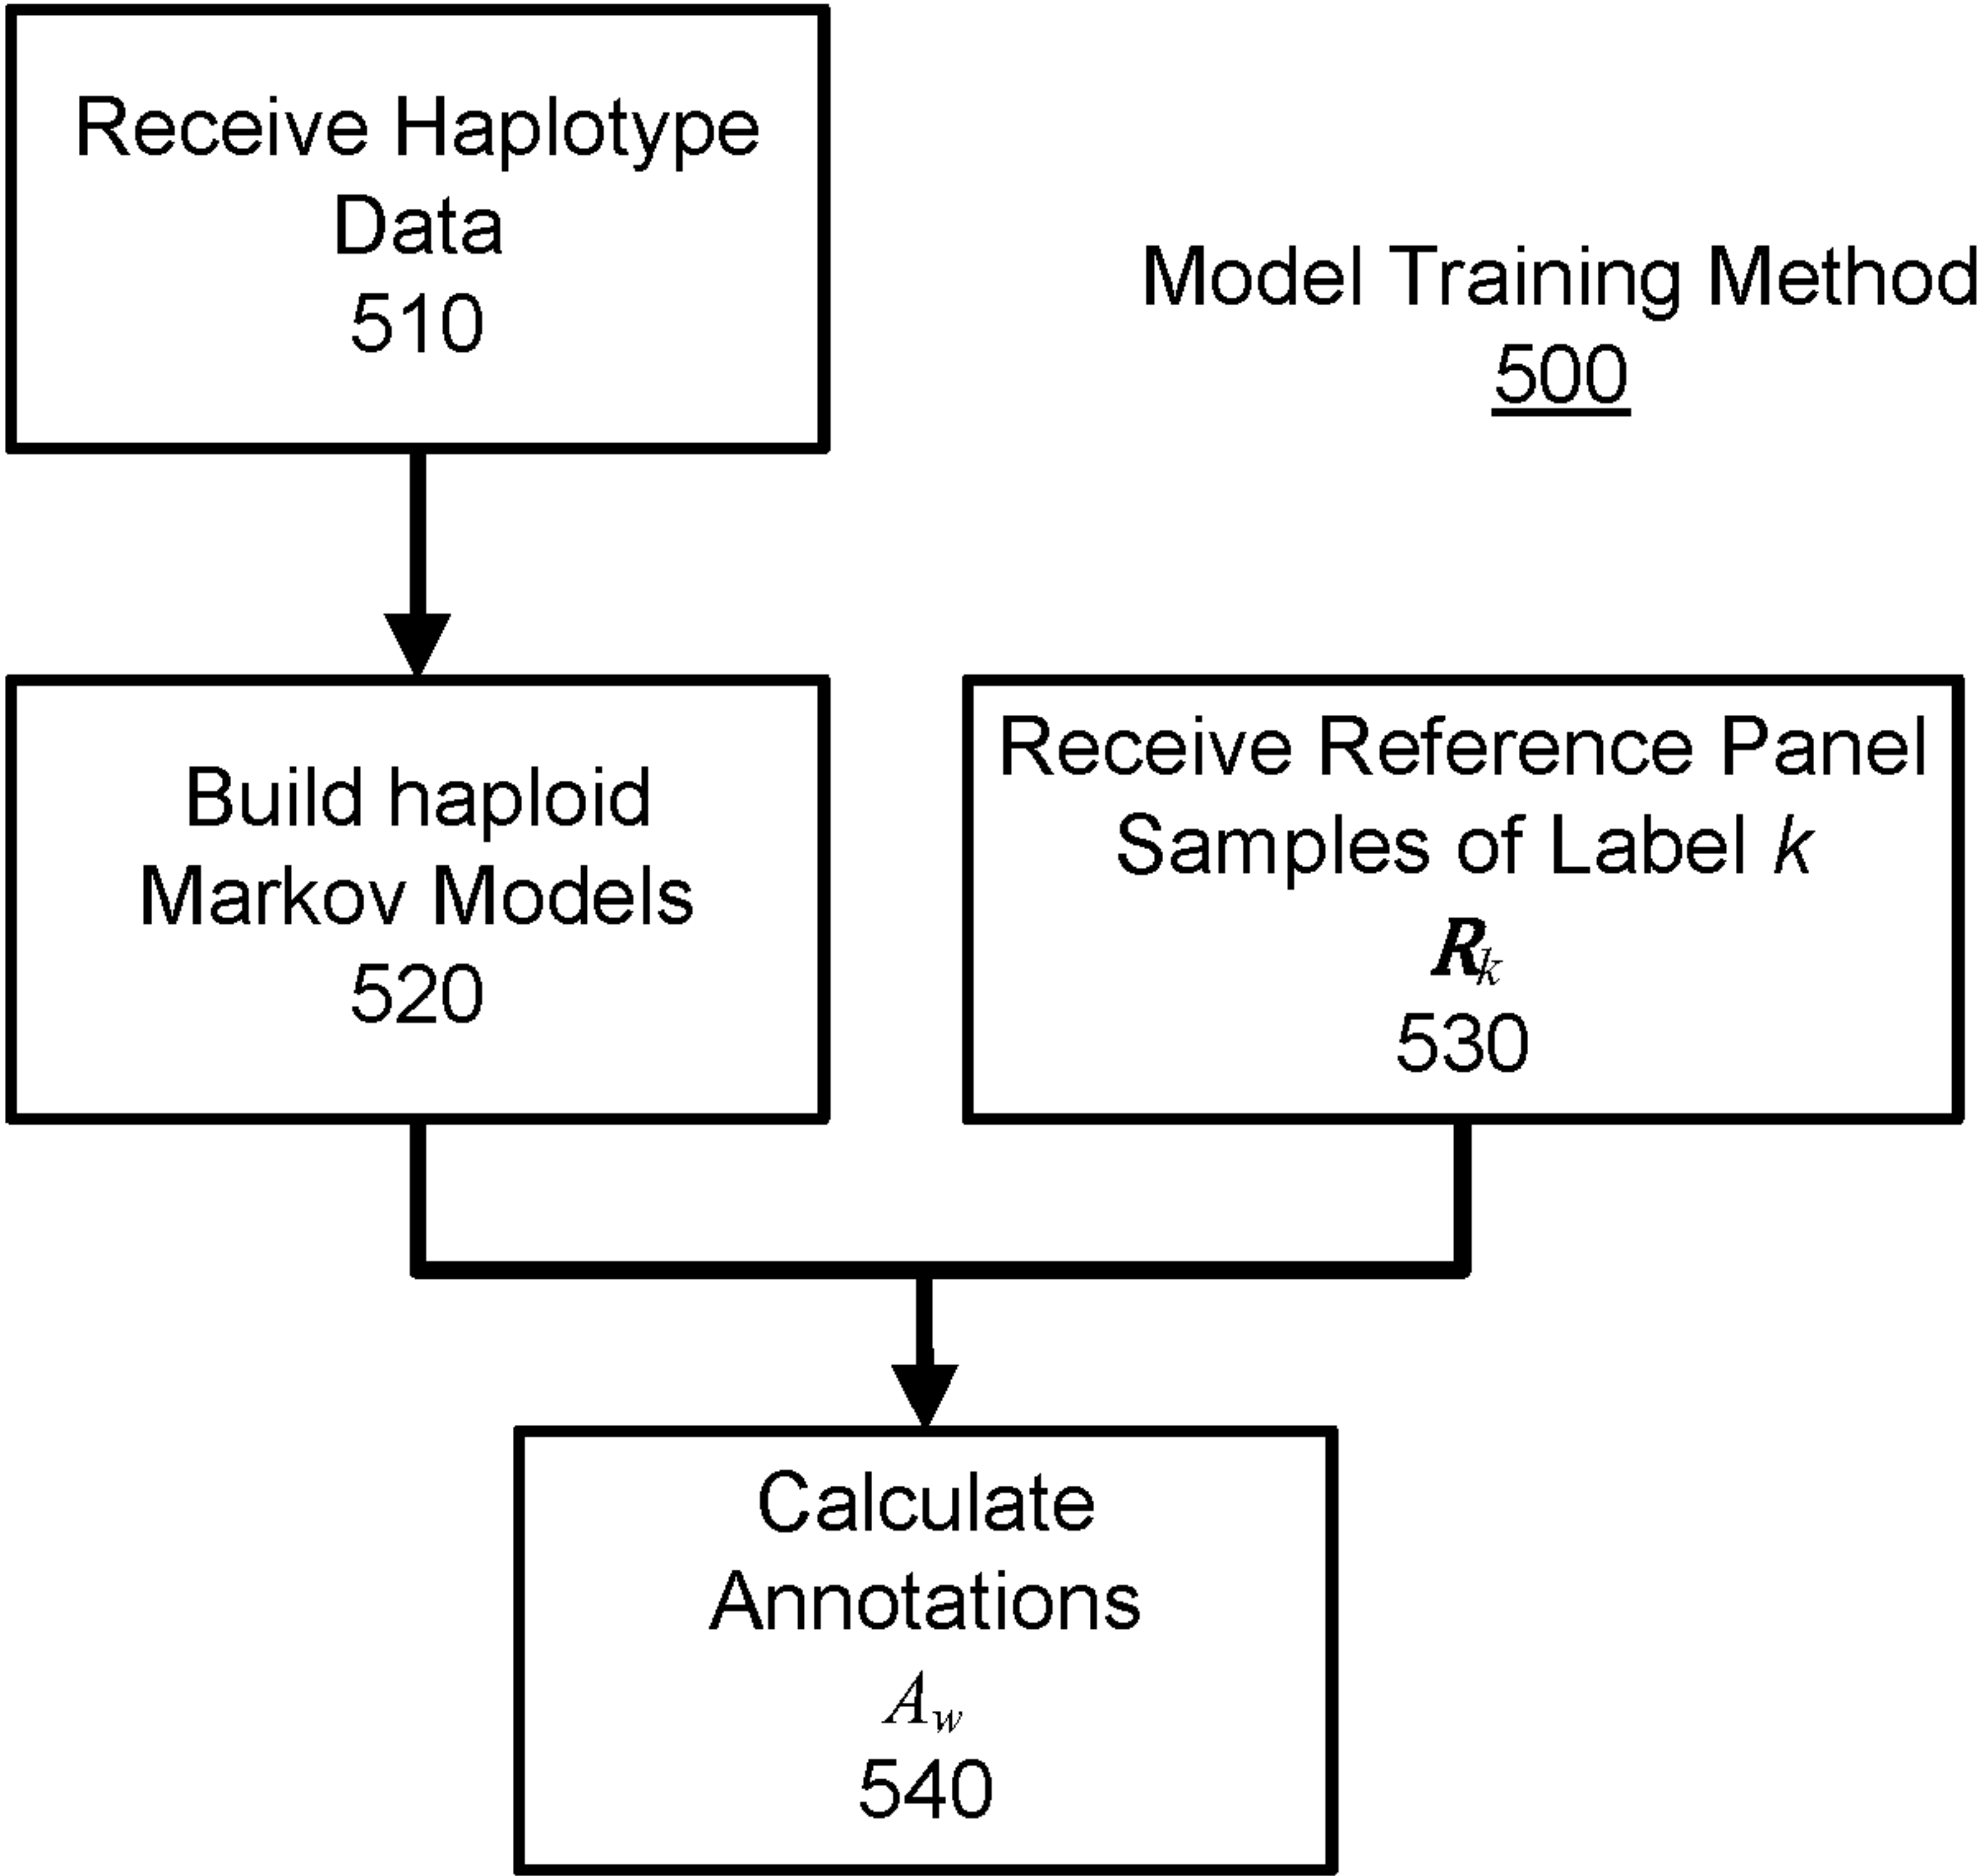 Receive Haplotype
Data
510
Model Training Method
500
Build haploid
Markov Models
520
Receive Reference Panel
Samples of Label k
Rk
530
Calculate
Annotations
Aw
540